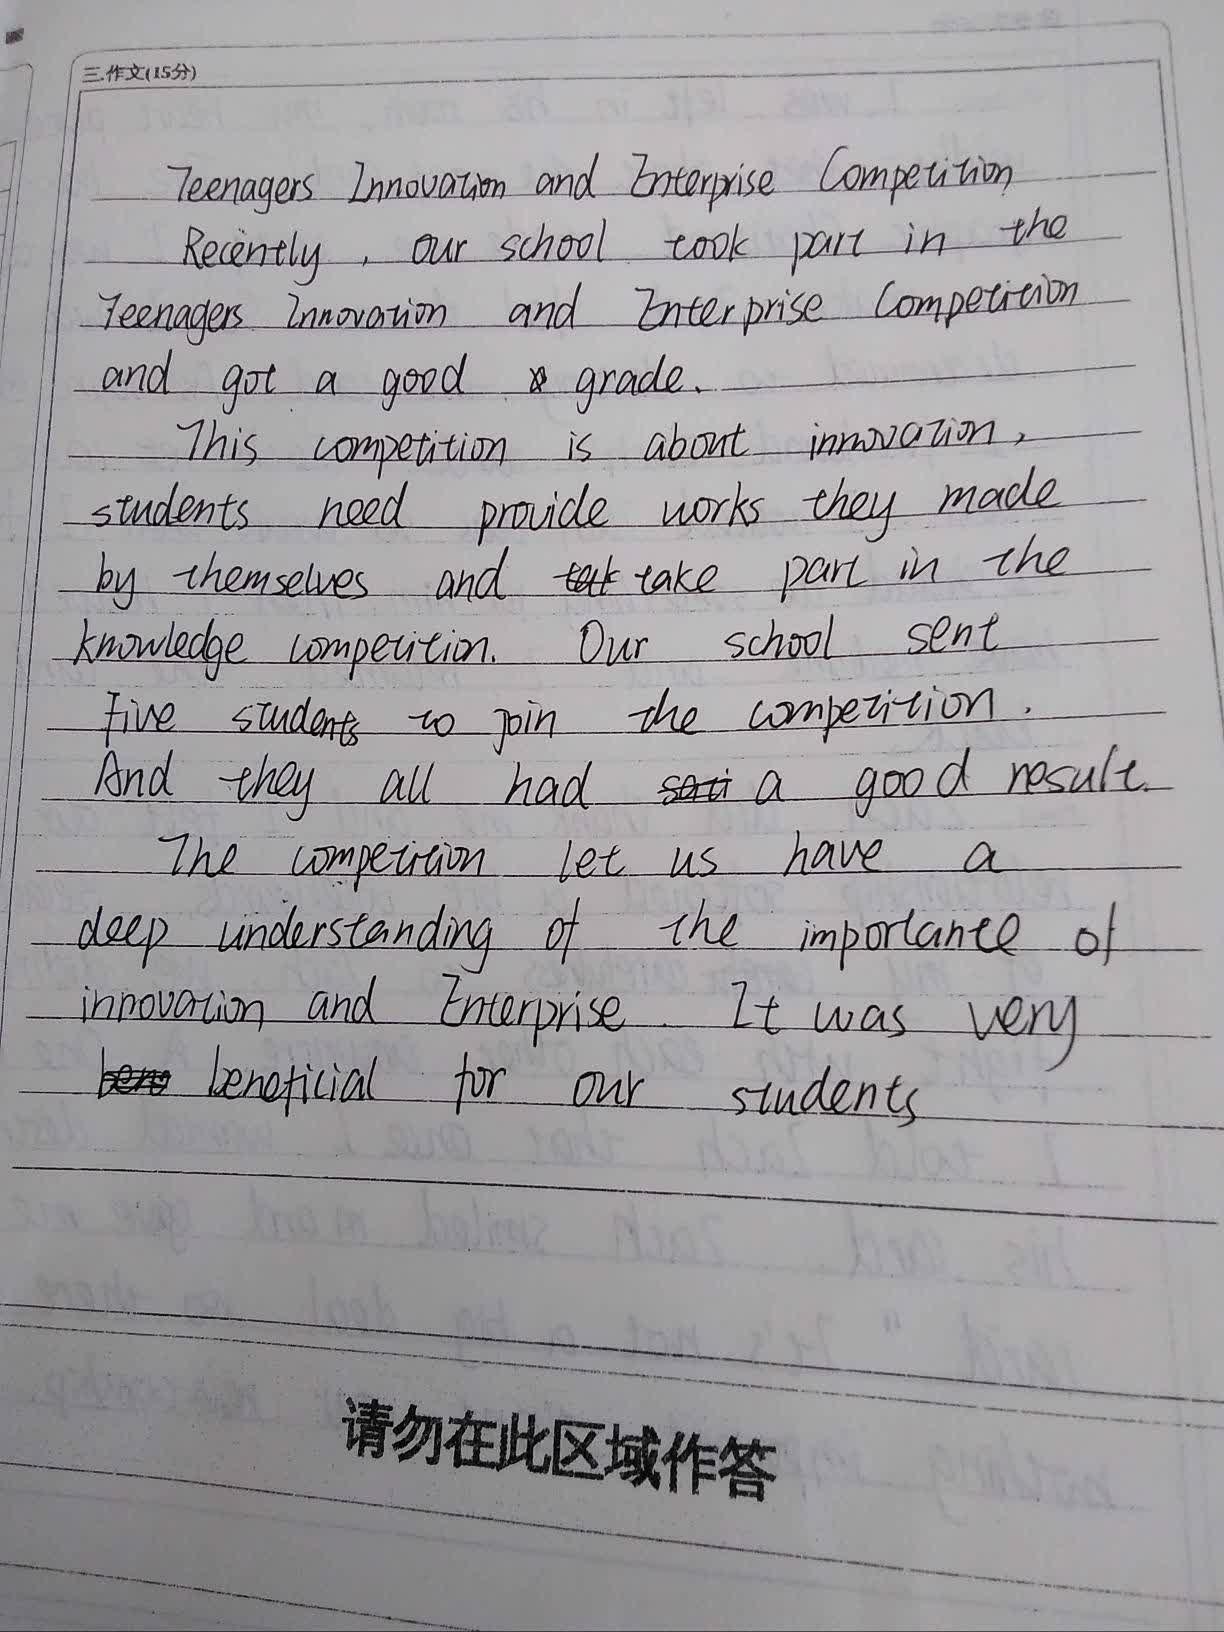 三.作文(15分)
Teenagers Innovation and Enterprise Competition
Recently, our school took part in the
Teenagers Innovation and Enterprise Competition
and got a good grade.
This competition is about innovation,
students need provide works they made
by themselves and take part in the
knowledge competition. Our school sent
five students to join the competition.
And they all had a good result.
The competition let us have a
deep understanding of the importance of
innovation and Enterprise. It was very
beneficial for our students
请勿在此区域作答